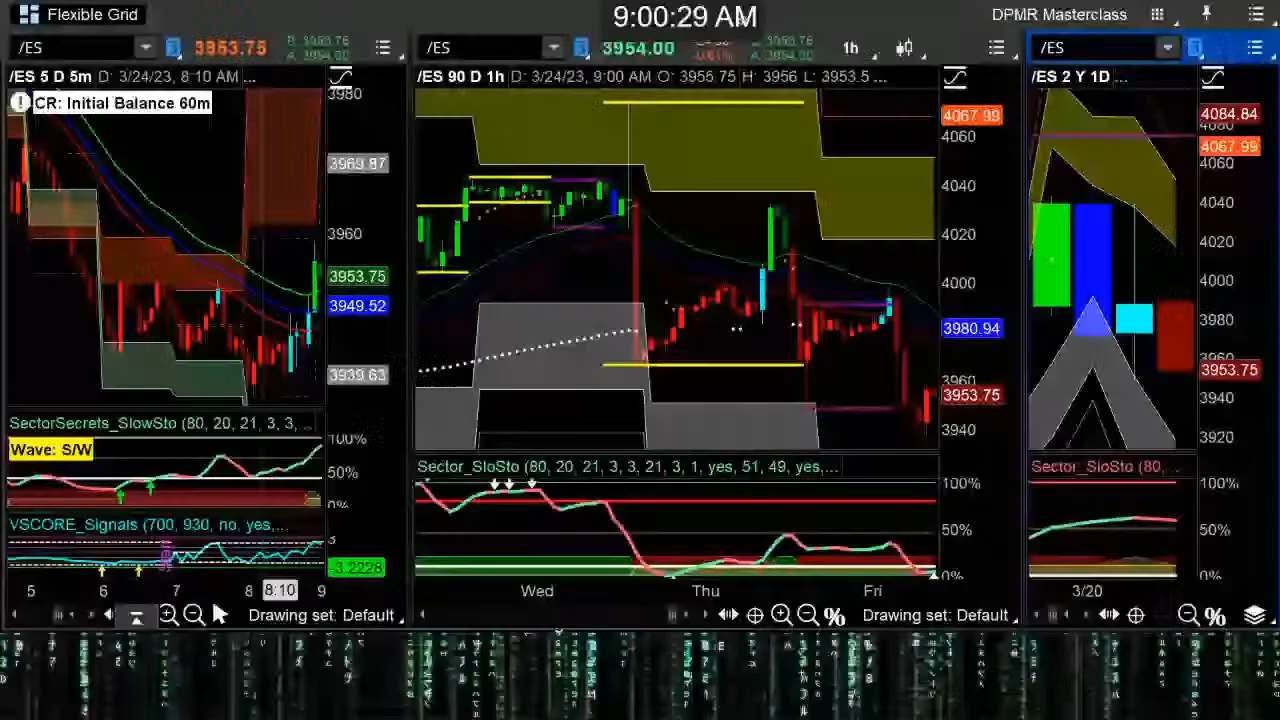 Flexible Grid
9:00:29 AM
DPMR Masterclass
/ES
3953.75
/ES
3954.00
1h
/ES
/ES 5 D 5m D: 3/24/23, 8:10 AM ...
CR: Initial Balance 60m
3980
3969.87
3960
3953.75
3949.52
3939.63
SectorSecrets_SlowSto (80, 20, 21, 3, 3, ...
Wave: S/W
100%
50%
0%
VSCORE_Signals (700, 930, no, yes,...
3
-3.2228
5 6 7 8 8:10 9
Drawing set: Default
/ES 90 D 1h D: 3/24/23, 9:00 AM O: 3955.75 H: 3956 L: 3953.5 ...
4067.99
4060
4040
4020
4000
3980.94
3960
3953.75
3940
Sector_SloSto (80, 20, 21, 3, 3, 21, 3, 1, yes, 51, 49, yes,...
100%
50%
0%
Wed Thu Fri
Drawing set: Default
/ES 2 Y 1D ...
4084.84
4080
4067.99
4060
4040
4020
4000
3980
3960
3953.75
3940
3920
Sector_SloSto (80, ...
100%
50%
0%
3/20